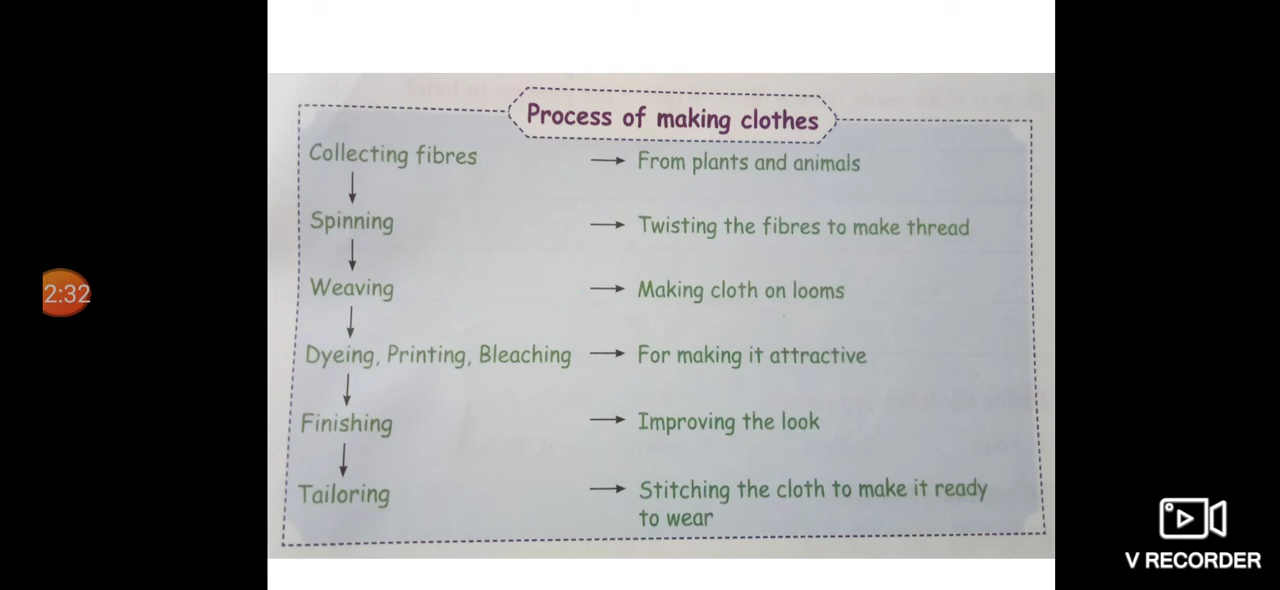 Process of making clothes
Collecting fibres → From plants and animals
Spinning → Twisting the fibres to make thread
Weaving → Making cloth on looms
Dyeing, Printing, Bleaching → For making it attractive
Finishing → Improving the look
Tailoring → Stitching the cloth to make it ready
to wear
2:32
V RECORDER